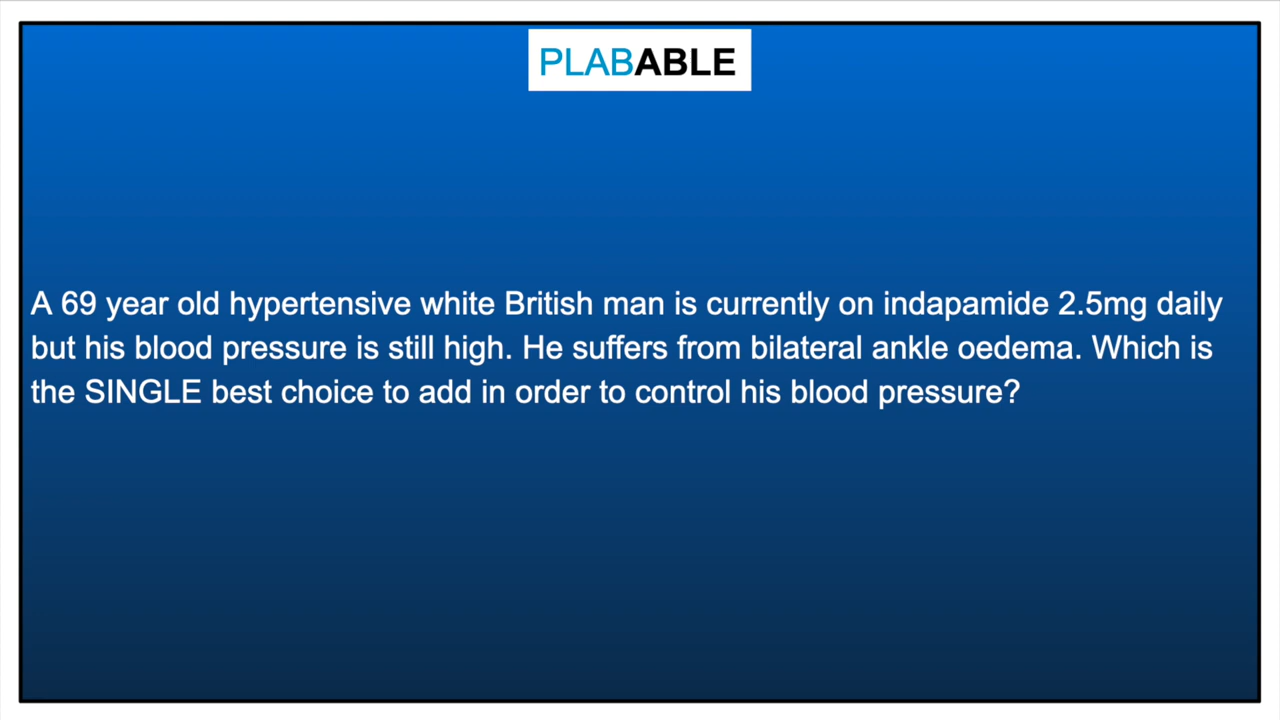 PLABABLE
A 69 year old hypertensive white British man is currently on indapamide 2.5mg daily
but his blood pressure is still high. He suffers from bilateral ankle oedema. Which is
the SINGLE best choice to add in order to control his blood pressure?